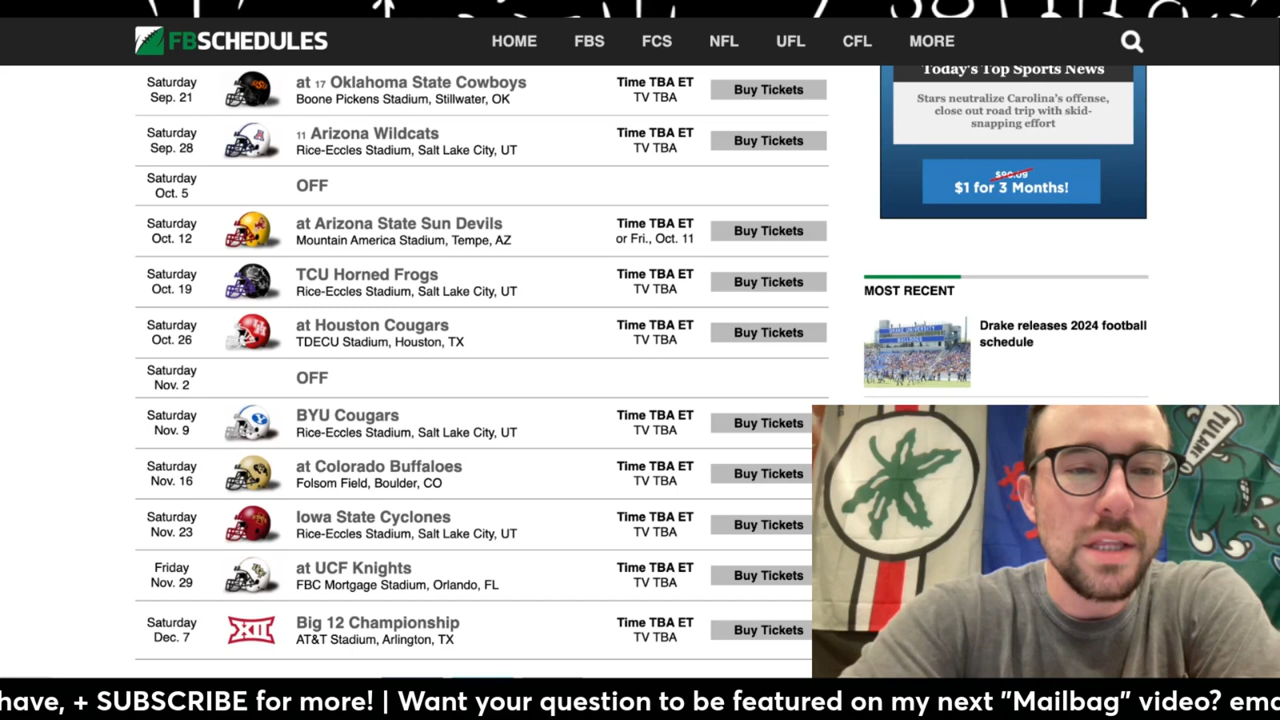 FBSCHEDULES
HOME FBS FCS NFL UFL CFL MORE
Saturday
Sep. 21
at 17 Oklahoma State Cowboys
Boone Pickens Stadium, Stillwater, OK
Time TBA ET
TV TBA
Buy Tickets
Saturday
Sep. 28
11 Arizona Wildcats
Rice-Eccles Stadium, Salt Lake City, UT
Time TBA ET
TV TBA
Buy Tickets
Saturday
Oct. 5
OFF
Saturday
Oct. 12
at Arizona State Sun Devils
Mountain America Stadium, Tempe, AZ
Time TBA ET
or Fri., Oct. 11
Buy Tickets
Saturday
Oct. 19
TCU Horned Frogs
Rice-Eccles Stadium, Salt Lake City, UT
Time TBA ET
TV TBA
Buy Tickets
Saturday
Oct. 26
at Houston Cougars
TDECU Stadium, Houston, TX
Time TBA ET
TV TBA
Buy Tickets
Saturday
Nov. 2
OFF
Saturday
Nov. 9
BYU Cougars
Rice-Eccles Stadium, Salt Lake City, UT
Time TBA ET
TV TBA
Buy Tickets
Saturday
Nov. 16
at Colorado Buffaloes
Folsom Field, Boulder, CO
Time TBA ET
TV TBA
Buy Tickets
Saturday
Nov. 23
Iowa State Cyclones
Rice-Eccles Stadium, Salt Lake City, UT
Time TBA ET
TV TBA
Buy Tickets
Friday
Nov. 29
at UCF Knights
FBC Mortgage Stadium, Orlando, FL
Time TBA ET
TV TBA
Buy Tickets
Saturday
Dec. 7
XII
Big 12 Championship
AT&T Stadium, Arlington, TX
Time TBA ET
TV TBA
Buy Tickets
Today's Top Sports News
Stars neutralize Carolina's offense,
close out road trip with skid-
snapping effort
$1 for 3 Months!
MOST RECENT
Drake releases 2024 football
schedule
TULANE
have, + SUBSCRIBE for more! | Want your question to be featured on my next "Mailbag" video? ema